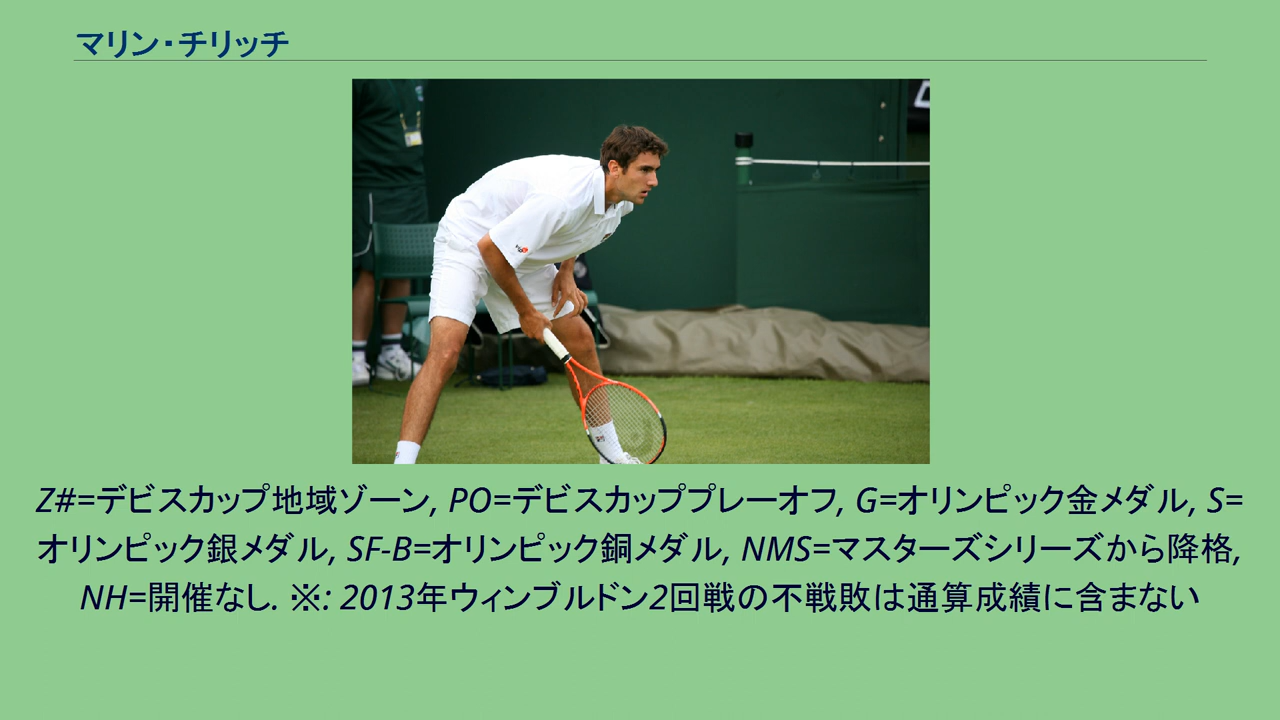 マリン・チリッチ
Z#=デビスカップ地域ゾーン, PO=デビスカッププレーオフ, G=オリンピック金メダル, S=
オリンピック銀メダル, SF-B=オリンピック銅メダル, NMS=マスターズシリーズから降格,
NH=開催なし. ※: 2013年ウィンブルドン2回戦の不戦敗は通算成績に含まない